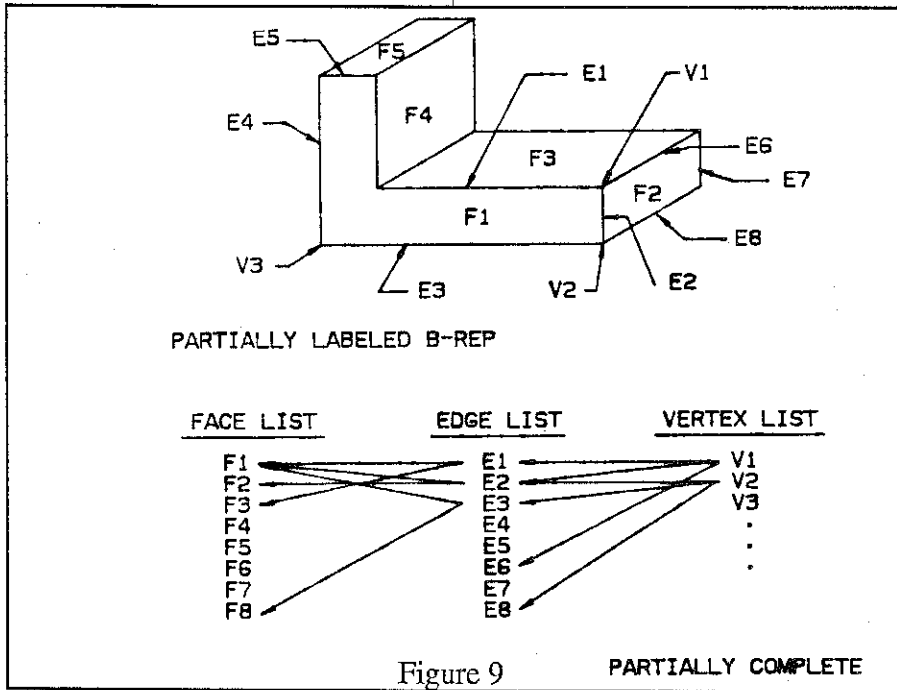 E5 F5 E1 V1
E4 F4 F3 E6
E7
F1 F2
V3 E3 V2 E2 E8
PARTIALLY LABELED B-REP
FACE LIST EDGE LIST VERTEX LIST
F1 E1 V1
F2 E2 V2
F3 E3 V3
F4 E4 .
F5 E5 .
F6 E6 .
F7 E7
F8 E8
Figure 9 PARTIALLY COMPLETE